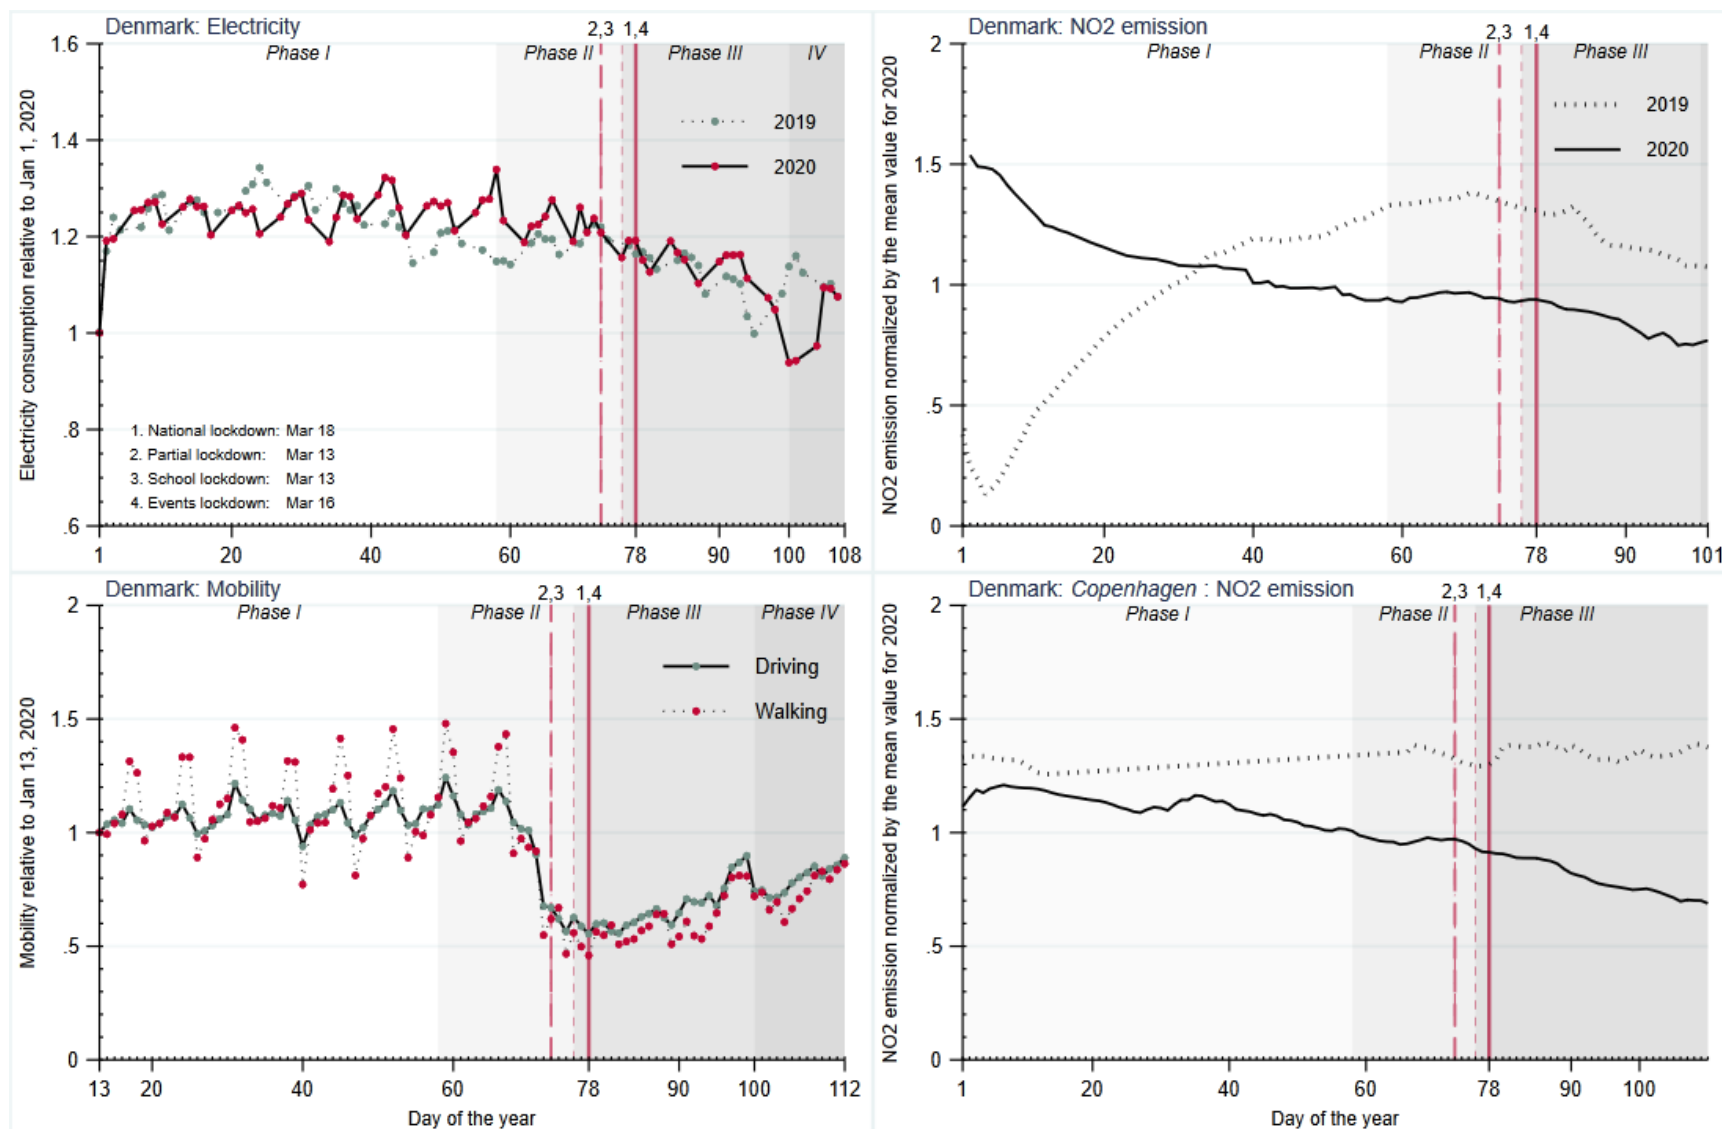 Denmark: Electricity
2,3 1,4
Phase I Phase II Phase III IV
Electricity consumption relative to Jan 1, 2020
1.6
1.4
1.2
1
.8
.6
2019
2020
1. National lockdown: Mar 18
2. Partial lockdown: Mar 13
3. School lockdown: Mar 13
4. Events lockdown: Mar 16
1 20 40 60 78 90 100 108
Denmark: NO2 emission
2,3 1,4
Phase I Phase II Phase III
NO2 emission normalized by the mean value for 2020
2
1.5
1
.5
0
2019
2020
1 20 40 60 78 90 101
Denmark: Mobility
2,3 1,4
Phase I Phase II Phase III Phase IV
Mobility relative to Jan 13, 2020
2
1.5
1
.5
0
Driving
Walking
13 20 40 60 78 90 100 112
Day of the year
Denmark: Copenhagen : NO2 emission
2,3 1,4
Phase I Phase II Phase III
NO2 emission normalized by the mean value for 2020
2
1.5
1
.5
0
1 20 40 60 78 90 100
Day of the year